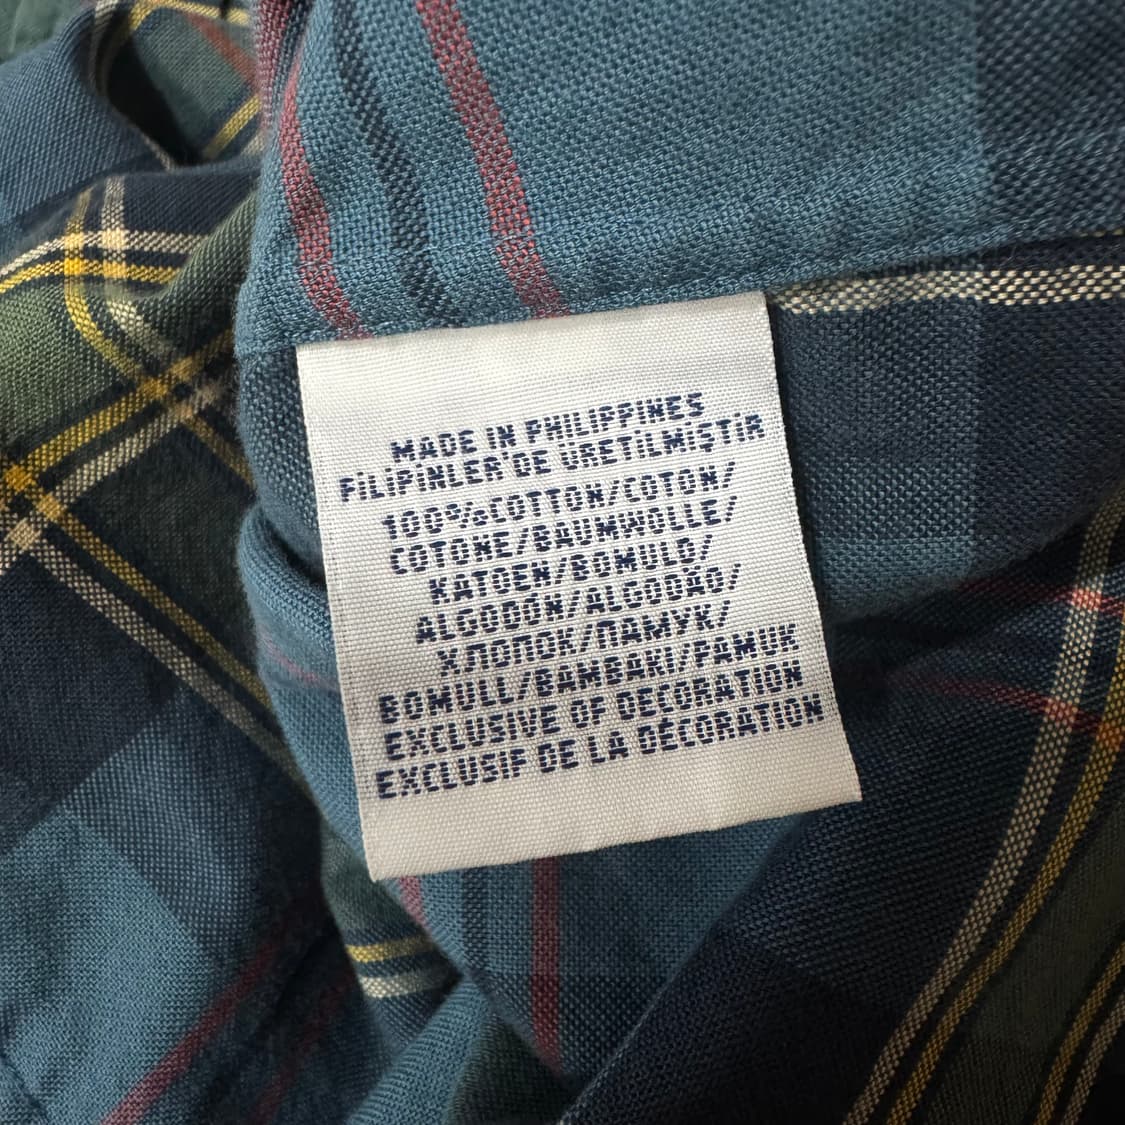 MADE IN PHILIPPINES
FİLİPİNLER'DE ÜRETİLMİŞTİR
100%COTTON/COTON/
COTONE/BAUMWOLLE/
KATOEN/BOMULD/
ALGODÓN/ALGODAO/
ХЛОПОК/ПАМУК/
BOMULL/BAMBAKI/PAMUK
EXCLUSIVE OF DECORATION
EXCLUSIF DE LA DÉCORATION